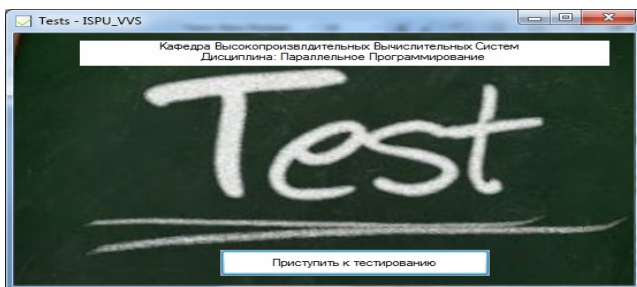 Tests - ISPU_VVS
Кафедра Высокопроизвлдительных Вычислительных Систем
Дисциплина: Параллельное Программирование
Test
Приступить к тестированию